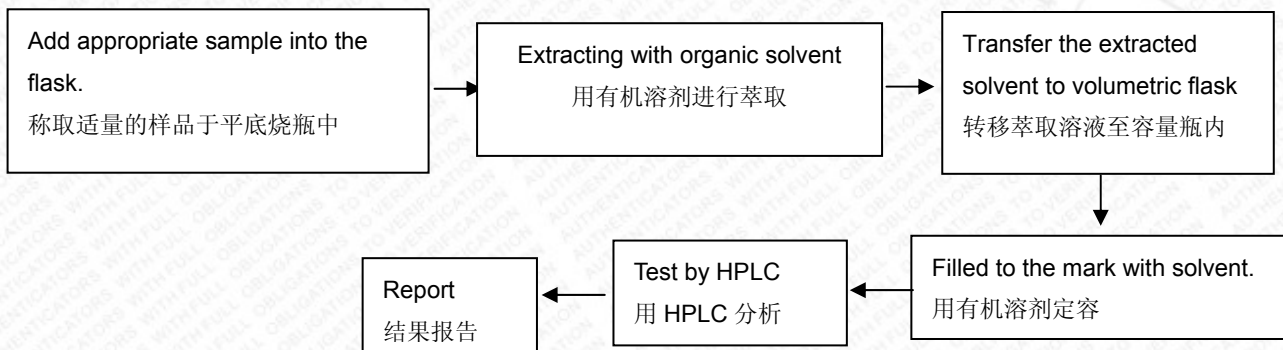 Add appropriate sample into the
flask.
称取适量的样品于平底烧瓶中
Extracting with organic solvent
用有机溶剂进行萃取
Transfer the extracted
solvent to volumetric flask
转移萃取溶液至容量瓶内
Filled to the mark with solvent.
用有机溶剂定容
Test by HPLC
用 HPLC 分析
Report
结果报告